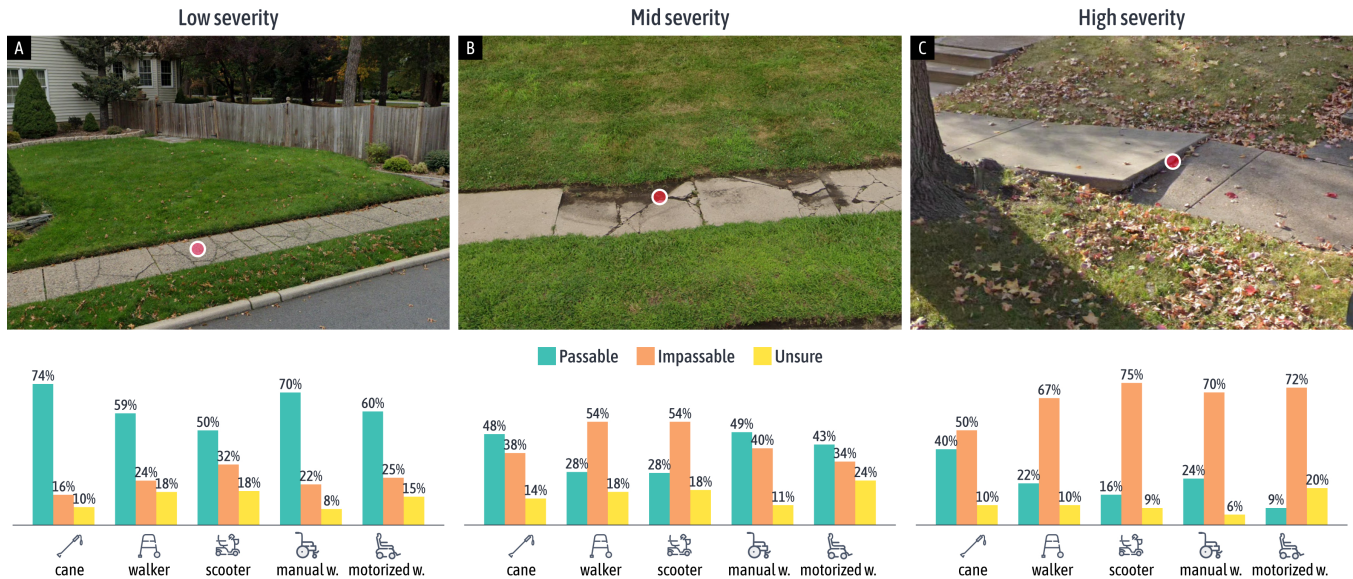 Low severity
Mid severity
High severity
A
B
C
Passable
Impassable
Unsure
74%
16%
10%
59%
24%
18%
50%
32%
18%
70%
22%
8%
60%
25%
15%
cane
walker
scooter
manual w.
motorized w.
48%
38%
14%
28%
54%
18%
28%
54%
18%
49%
40%
11%
43%
34%
24%
cane
walker
scooter
manual w.
motorized w.
40%
50%
10%
22%
67%
10%
16%
75%
9%
24%
70%
6%
9%
72%
20%
cane
walker
scooter
manual w.
motorized w.